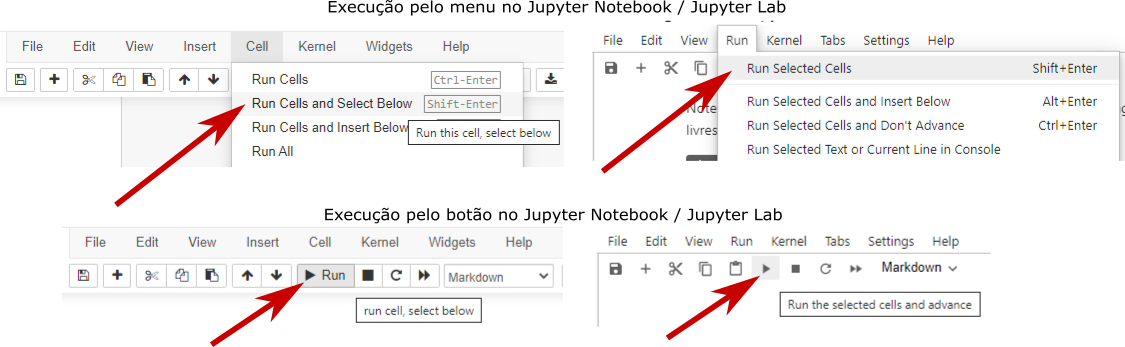 Execução pelo menu no Jupyter Notebook / Jupyter Lab
File Edit View Insert Cell Kernel Widgets Help
Run Cells Ctrl-Enter
Run Cells and Select Below Shift-Enter
Run Cells and Insert Below
Run this cell, select below
Run All
File Edit View Run Kernel Tabs Settings Help
Run Selected Cells Shift+Enter
Run Selected Cells and Insert Below Alt+Enter
Run Selected Cells and Don't Advance Ctrl+Enter
Run Selected Text or Current Line in Console
Note
livres
Execução pelo botão no Jupyter Notebook / Jupyter Lab
File Edit View Insert Cell Kernel Widgets Help
Run Markdown
run cell, select below
File Edit View Run Kernel Tabs Settings Help
Markdown
Run the selected cells and advance